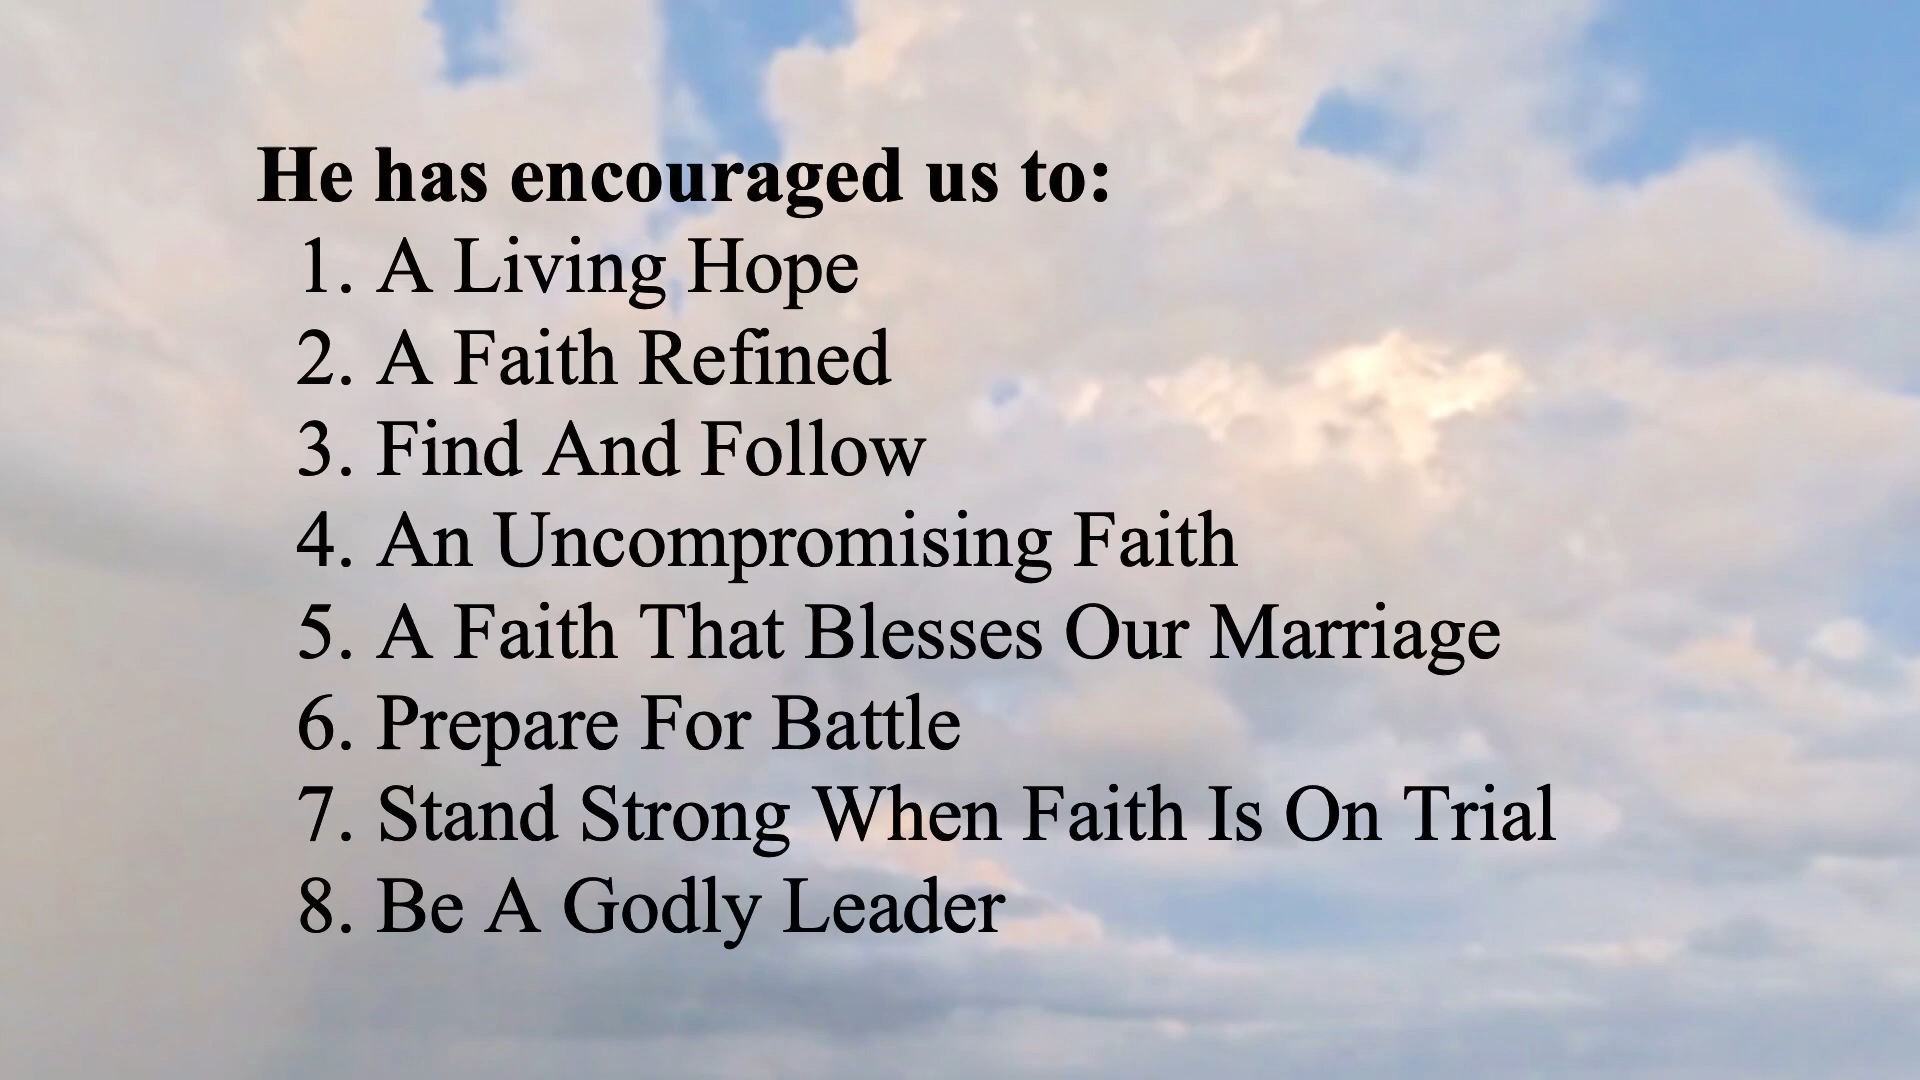 He has encouraged us to:
1. A Living Hope
2. A Faith Refined
3. Find And Follow
4. An Uncompromising Faith
5. A Faith That Blesses Our Marriage
6. Prepare For Battle
7. Stand Strong When Faith Is On Trial
8. Be A Godly Leader